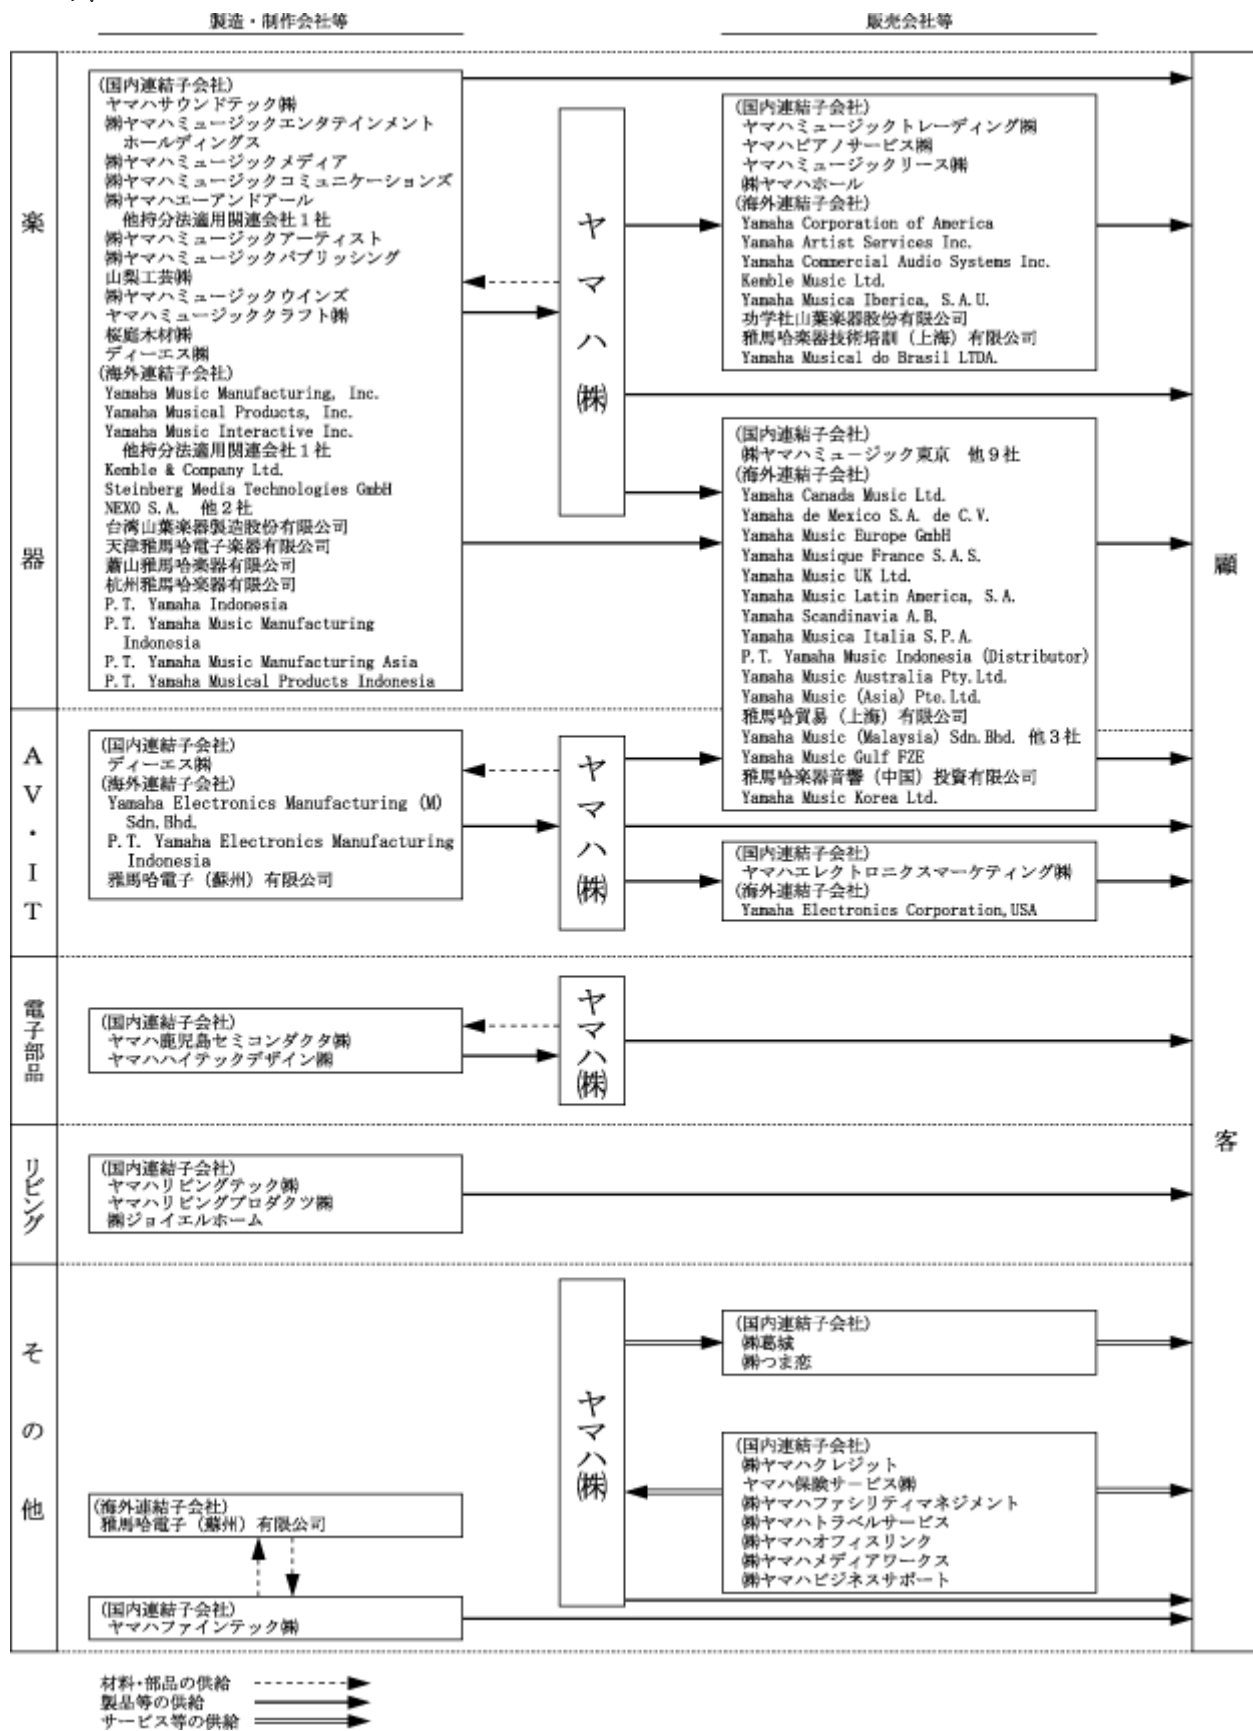 製造・制作会社等
販売会社等
楽器
(国内連結子会社)
ヤマハサウンドテック㈱
㈱ヤマハミュージックエンタテインメント
ホールディングス
㈱ヤマハミュージックメディア
㈱ヤマハミュージックコミュニケーションズ
㈱ヤマハエーアンドアール
他持分法適用関連会社1社
㈱ヤマハミュージックアーティスト
㈱ヤマハミュージックパブリッシング
山梨工芸㈱
㈱ヤマハミュージックウインズ
ヤマハミュージッククラフト㈱
桜庭木材㈱
ディーエス㈱
(海外連結子会社)
Yamaha Music Manufacturing, Inc.
Yamaha Musical Products, Inc.
Yamaha Music Interactive Inc.
他持分法適用関連会社1社
Kemble & Company Ltd.
Steinberg Media Technologies GmbH
NEXO S.A. 他2社
台湾山葉楽器製造股份有限公司
天津雅馬哈電子楽器有限公司
蕭山雅馬哈楽器有限公司
杭州雅馬哈楽器有限公司
P.T. Yamaha Indonesia
P.T. Yamaha Music Manufacturing
Indonesia
P.T. Yamaha Music Manufacturing Asia
P.T. Yamaha Musical Products Indonesia
ヤマハ㈱
(国内連結子会社)
ヤマハミュージックトレーディング㈱
ヤマハピアノサービス㈱
ヤマハミュージックリース㈱
㈱ヤマハホール
(海外連結子会社)
Yamaha Corporation of America
Yamaha Artist Services Inc.
Yamaha Commercial Audio Systems Inc.
Kemble Music Ltd.
Yamaha Musica Iberica, S.A.U.
功学社山葉楽器股份有限公司
雅馬哈楽器技術培訓（上海）有限公司
Yamaha Musical do Brasil LTDA.
(国内連結子会社)
㈱ヤマハミュージック東京 他9社
(海外連結子会社)
Yamaha Canada Music Ltd.
Yamaha de Mexico S.A. de C.V.
Yamaha Music Europe GmbH
Yamaha Musique France S.A.S.
Yamaha Music UK Ltd.
Yamaha Music Latin America, S.A.
Yamaha Scandinavia A.B.
Yamaha Musica Italia S.P.A.
P.T. Yamaha Music Indonesia (Distributor)
Yamaha Music Australia Pty.Ltd.
Yamaha Music (Asia) Pte.Ltd.
雅馬哈貿易（上海）有限公司
Yamaha Music (Malaysia) Sdn.Bhd. 他3社
Yamaha Music Gulf FZE
雅馬哈楽器音響（中国）投資有限公司
Yamaha Music Korea Ltd.
顧客
AV・IT
(国内連結子会社)
ディーエス㈱
(海外連結子会社)
Yamaha Electronics Manufacturing (M)
Sdn.Bhd.
P.T. Yamaha Electronics Manufacturing
Indonesia
雅馬哈電子（蘇州）有限公司
ヤマハ㈱
(国内連結子会社)
ヤマハエレクトロニクスマーケティング㈱
(海外連結子会社)
Yamaha Electronics Corporation,USA
電子部品
(国内連結子会社)
ヤマハ鹿児島セミコンダクタ㈱
ヤマハハイテックデザイン㈱
ヤマハ㈱
リビング
(国内連結子会社)
ヤマハリビングテック㈱
ヤマハリビングプロダクツ㈱
㈱ジョイエルホーム
その他
(海外連結子会社)
雅馬哈電子（蘇州）有限公司
(国内連結子会社)
ヤマハファインテック㈱
ヤマハ㈱
(国内連結子会社)
㈱葛城
㈱つま恋
(国内連結子会社)
㈱ヤマハクレジット
ヤマハ保険サービス㈱
㈱ヤマハファシリティマネジメント
㈱ヤマハトラベルサービス
㈱ヤマハオフィスリンク
㈱ヤマハメディアワークス
㈱ヤマハビジネスサポート
材料・部品の供給
製品等の供給
サービス等の供給